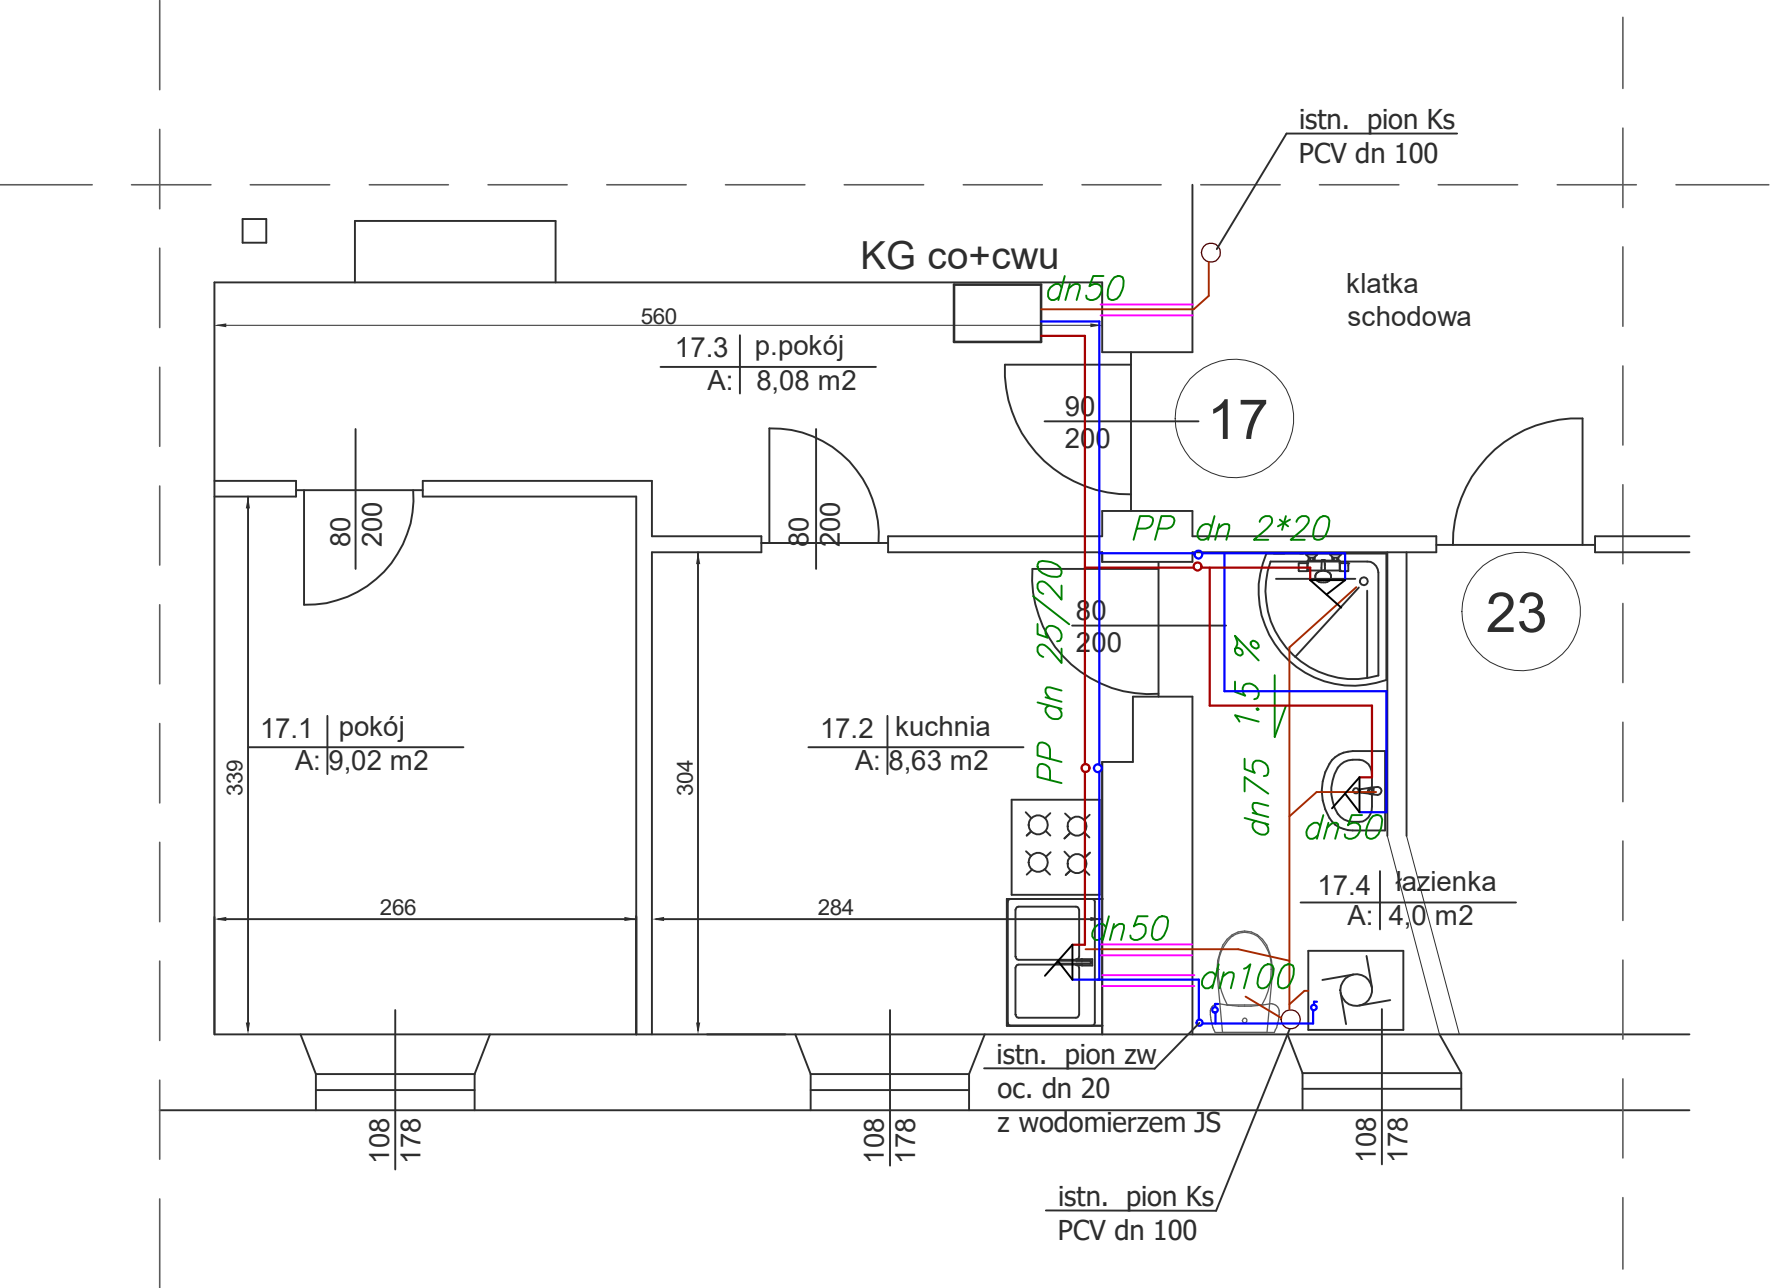 istn.  pion Ks
PCV dn 100
KG co+cwu
dn50
klatka
schodowa
560
17.3 p.pokój
A: 8,08 m2
90
200
17
80
200
80
200
PP dn 2*20
PP dn 25/20
80
200
23
1.5 %
17.1 pokój
A: 9,02 m2
339
17.2 kuchnia
A: 8,63 m2
304
dn75
dn50
17.4 łazienka
A: 4,0 m2
266
284
dn50
dn100
istn.  pion zw
oc. dn 20
z wodomierzem JS
108
178
108
178
108
178
istn.  pion Ks
PCV dn 100